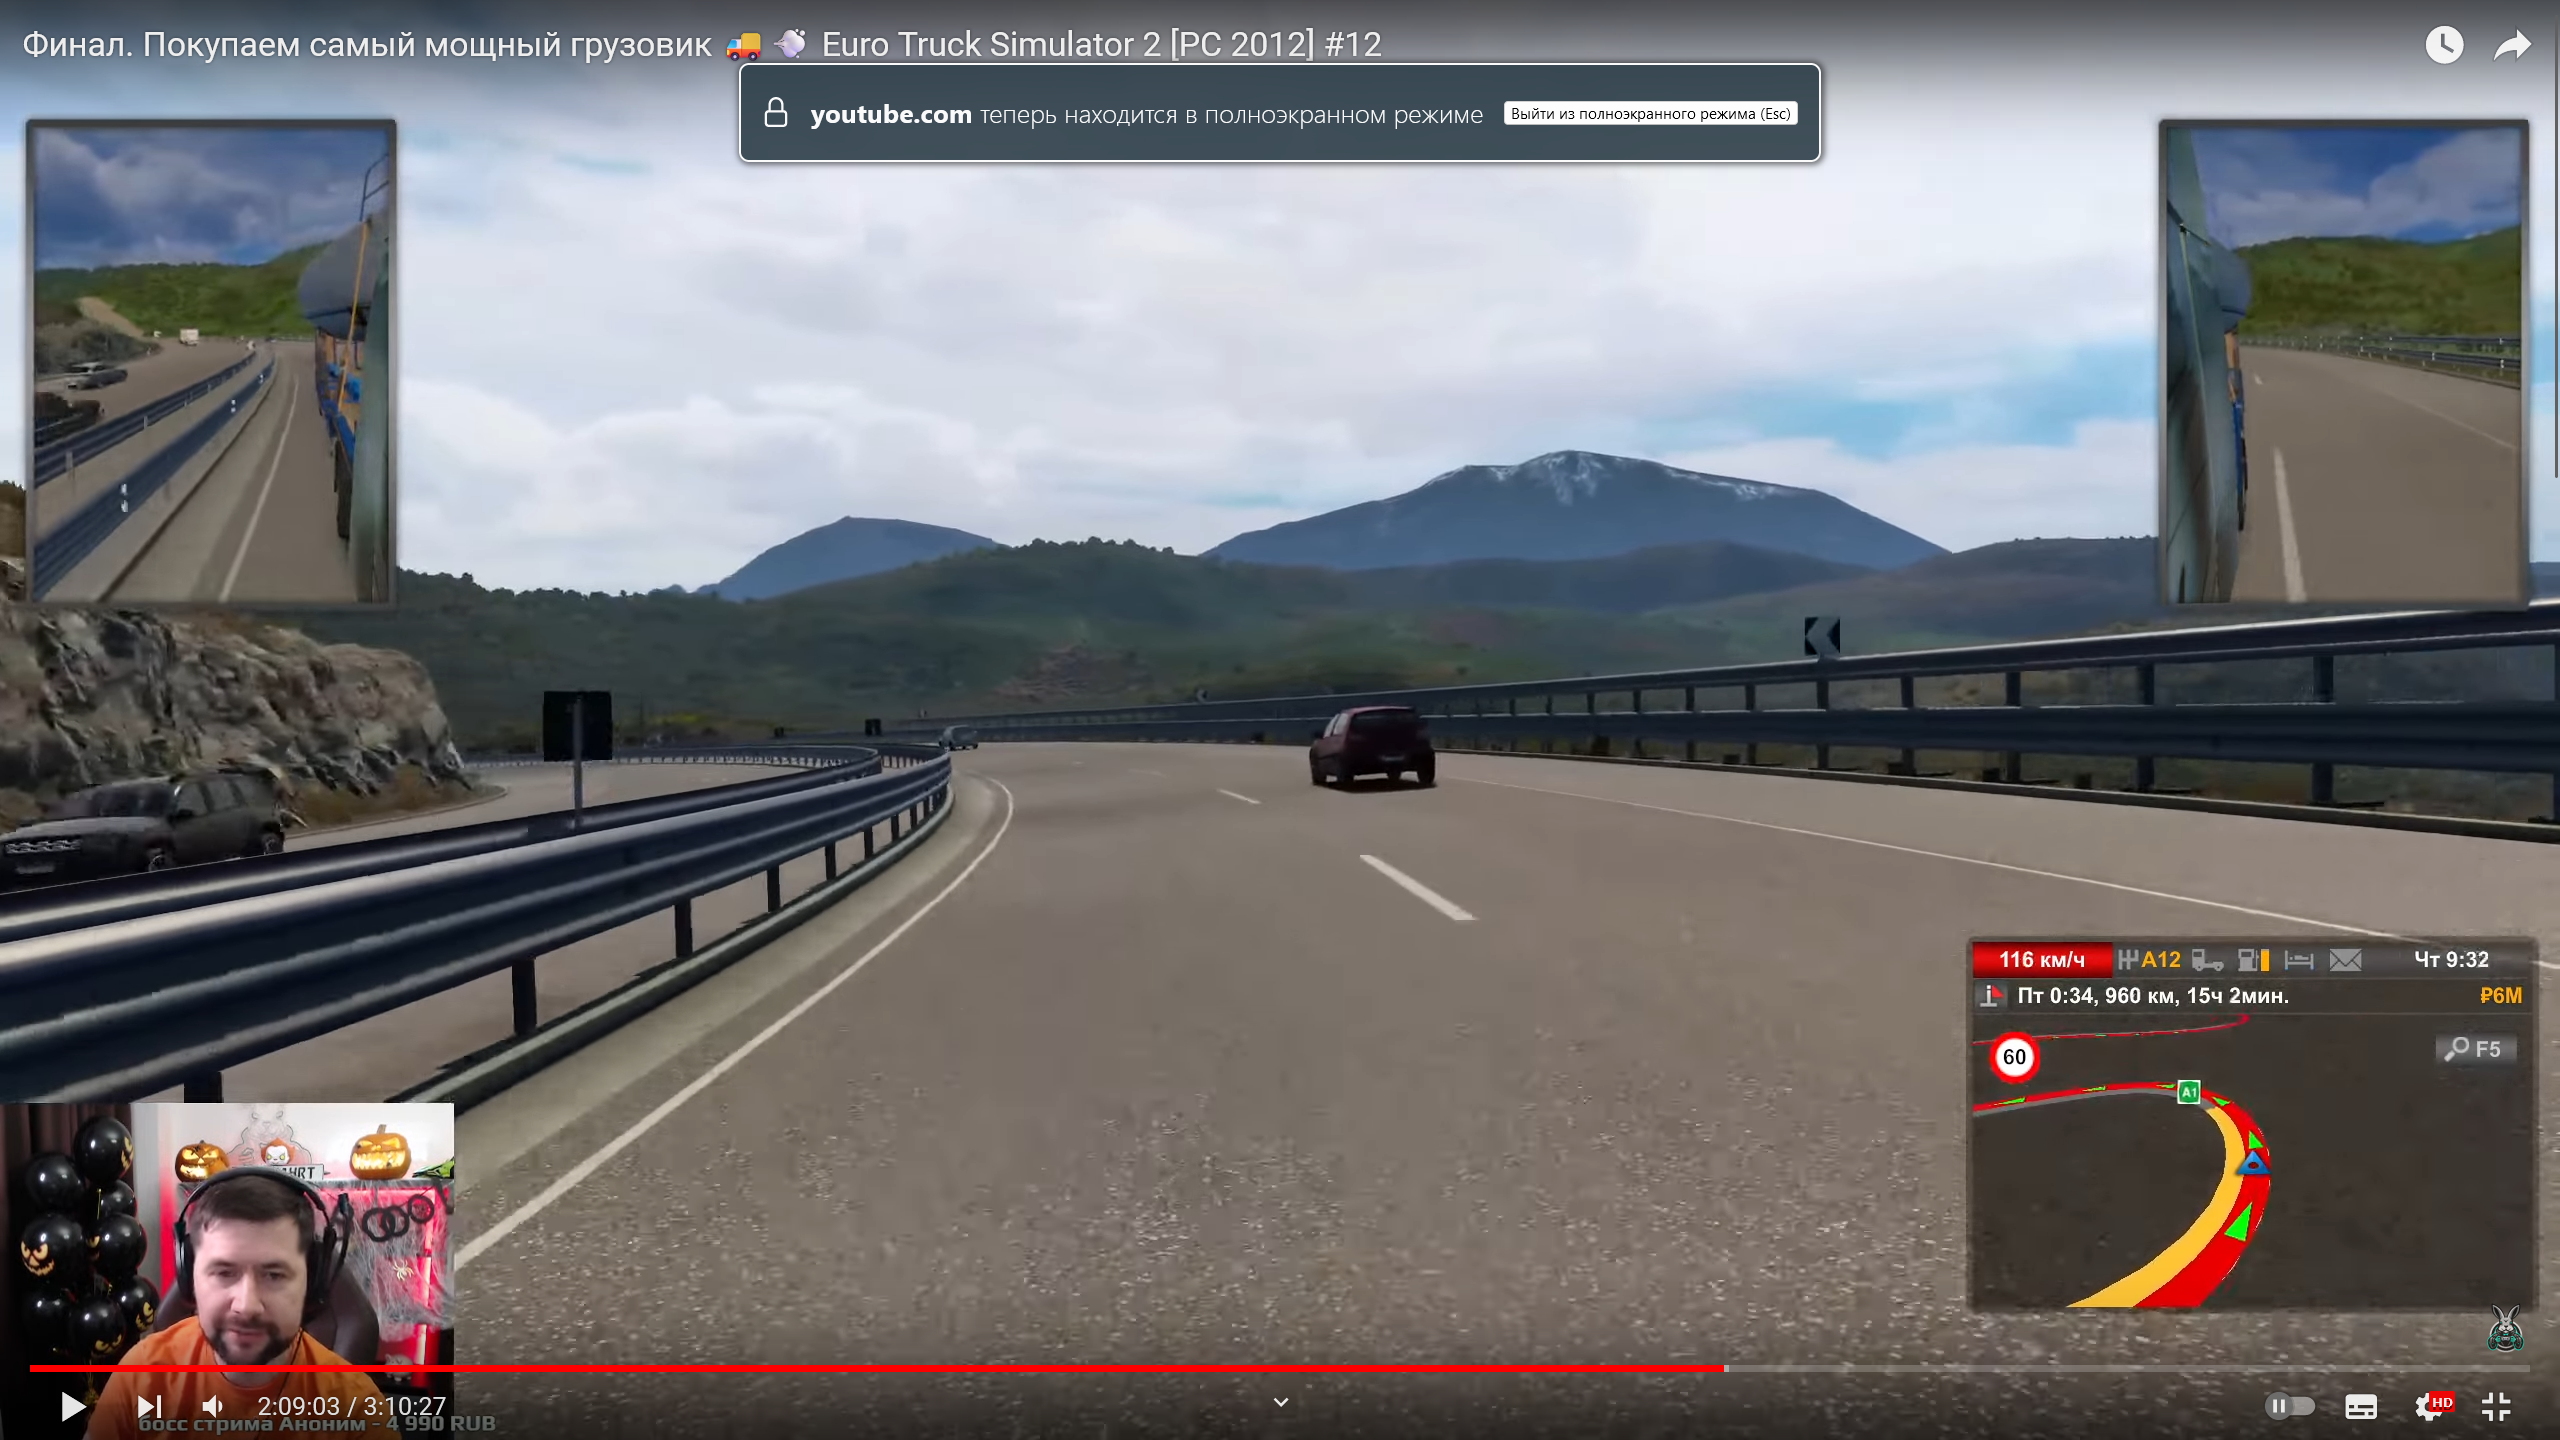 Финал. Покупаем самый мощный грузовик 🚚 💨 Euro Truck Simulator 2 [PC 2012] #12
youtube.com теперь находится в полноэкранном режиме Выйти из полноэкранного режима (Esc)
116 км/ч A12 Чт 9:32
Пт 0:34, 960 км, 15ч 2мин. ₽6M
60
F5
A1
2:09:03 / 3:10:27
HD
босс стрима Аноним - 4 990 RUB